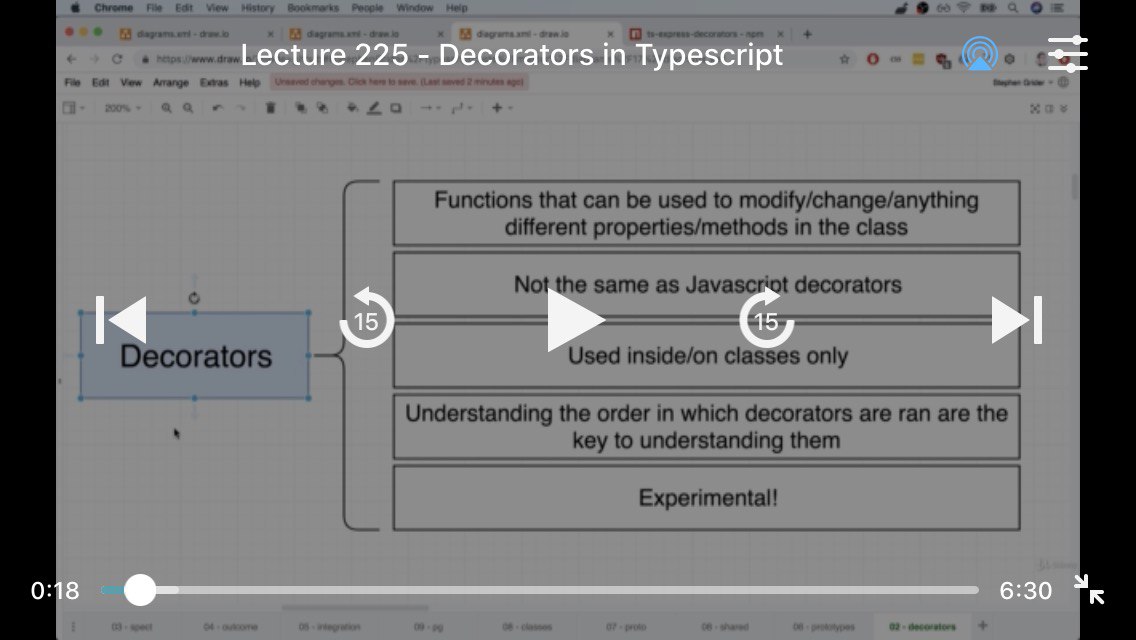 Chrome File Edit View History Bookmarks People Window Help
diagrams.xml - draw.io diagrams.xml - draw.io diagrams.xml - draw.io ts-express-decorators - npm
Lecture 225 - Decorators in Typescript
https://www.draw
File Edit View Arrange Extras Help Unsaved changes. Click here to save. (Last saved 2 minutes ago) Stephen Grider
200%
Functions that can be used to modify/change/anything
different properties/methods in the class
Not the same as Javascript decorators
15 15
Decorators
Used inside/on classes only
Understanding the order in which decorators are ran are the
key to understanding them
Experimental!
0:18 6:30
03 - spect 04 - outcome 05 - integration 09 - pg 08 - classes 07 - proto 08 - shared 08 - prototypes 02 - decorators